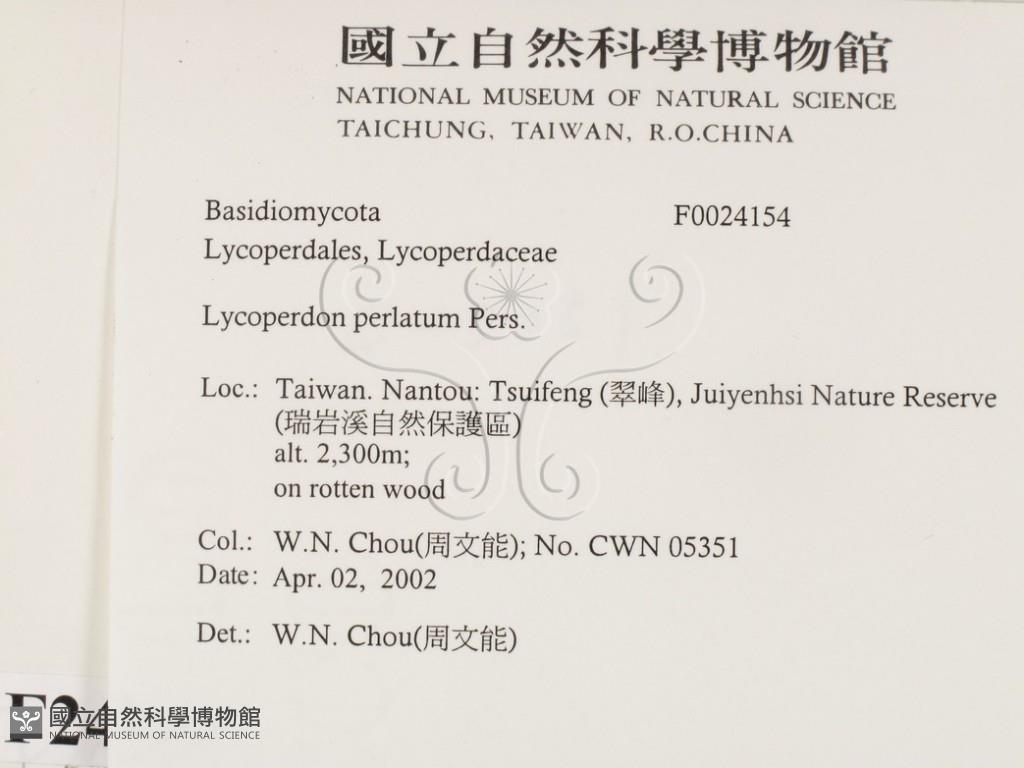 國立自然科學博物館
NATIONAL MUSEUM OF NATURAL SCIENCE
TAICHUNG, TAIWAN, R.O.CHINA
Basidiomycota F0024154
Lycoperdales, Lycoperdaceae
Lycoperdon perlatum Pers.
Loc.: Taiwan. Nantou: Tsuifeng (翠峰), Juiyenhsi Nature Reserve
(瑞岩溪自然保護區)
alt. 2,300m;
on rotten wood
Col.: W.N. Chou(周文能); No. CWN 05351
Date: Apr. 02, 2002
Det.: W.N. Chou(周文能)
F24
國立自然科學博物館
NATIONAL MUSEUM OF NATURAL SCIENCE